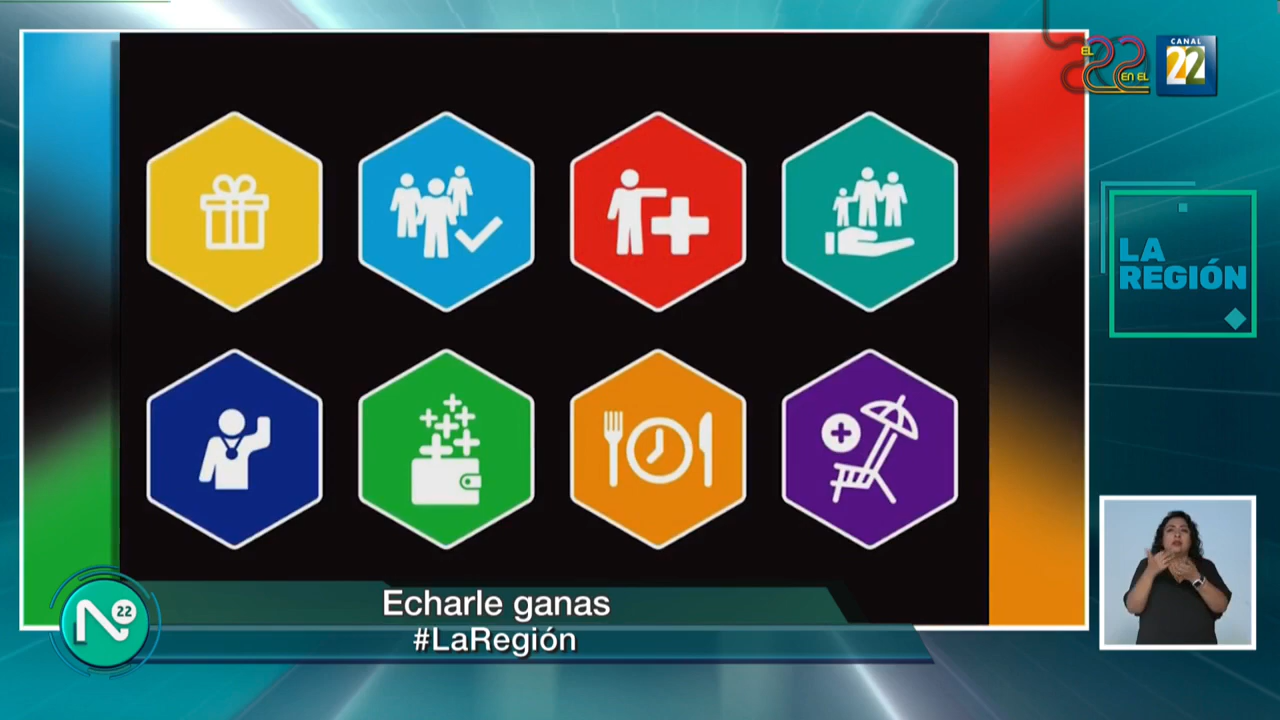 EL
22
EN EL
CANAL
22
LA
REGIÓN
22
Echarle ganas
#LaRegión